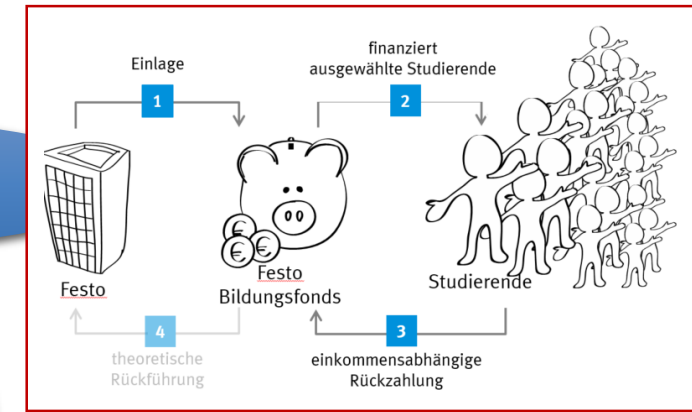 Einlage
1
finanziert
ausgewählte Studierende
2
€
€
€
Festo
Festo
Bildungsfonds
Studierende
4
theoretische
Rückführung
3
einkommensabhängige
Rückzahlung